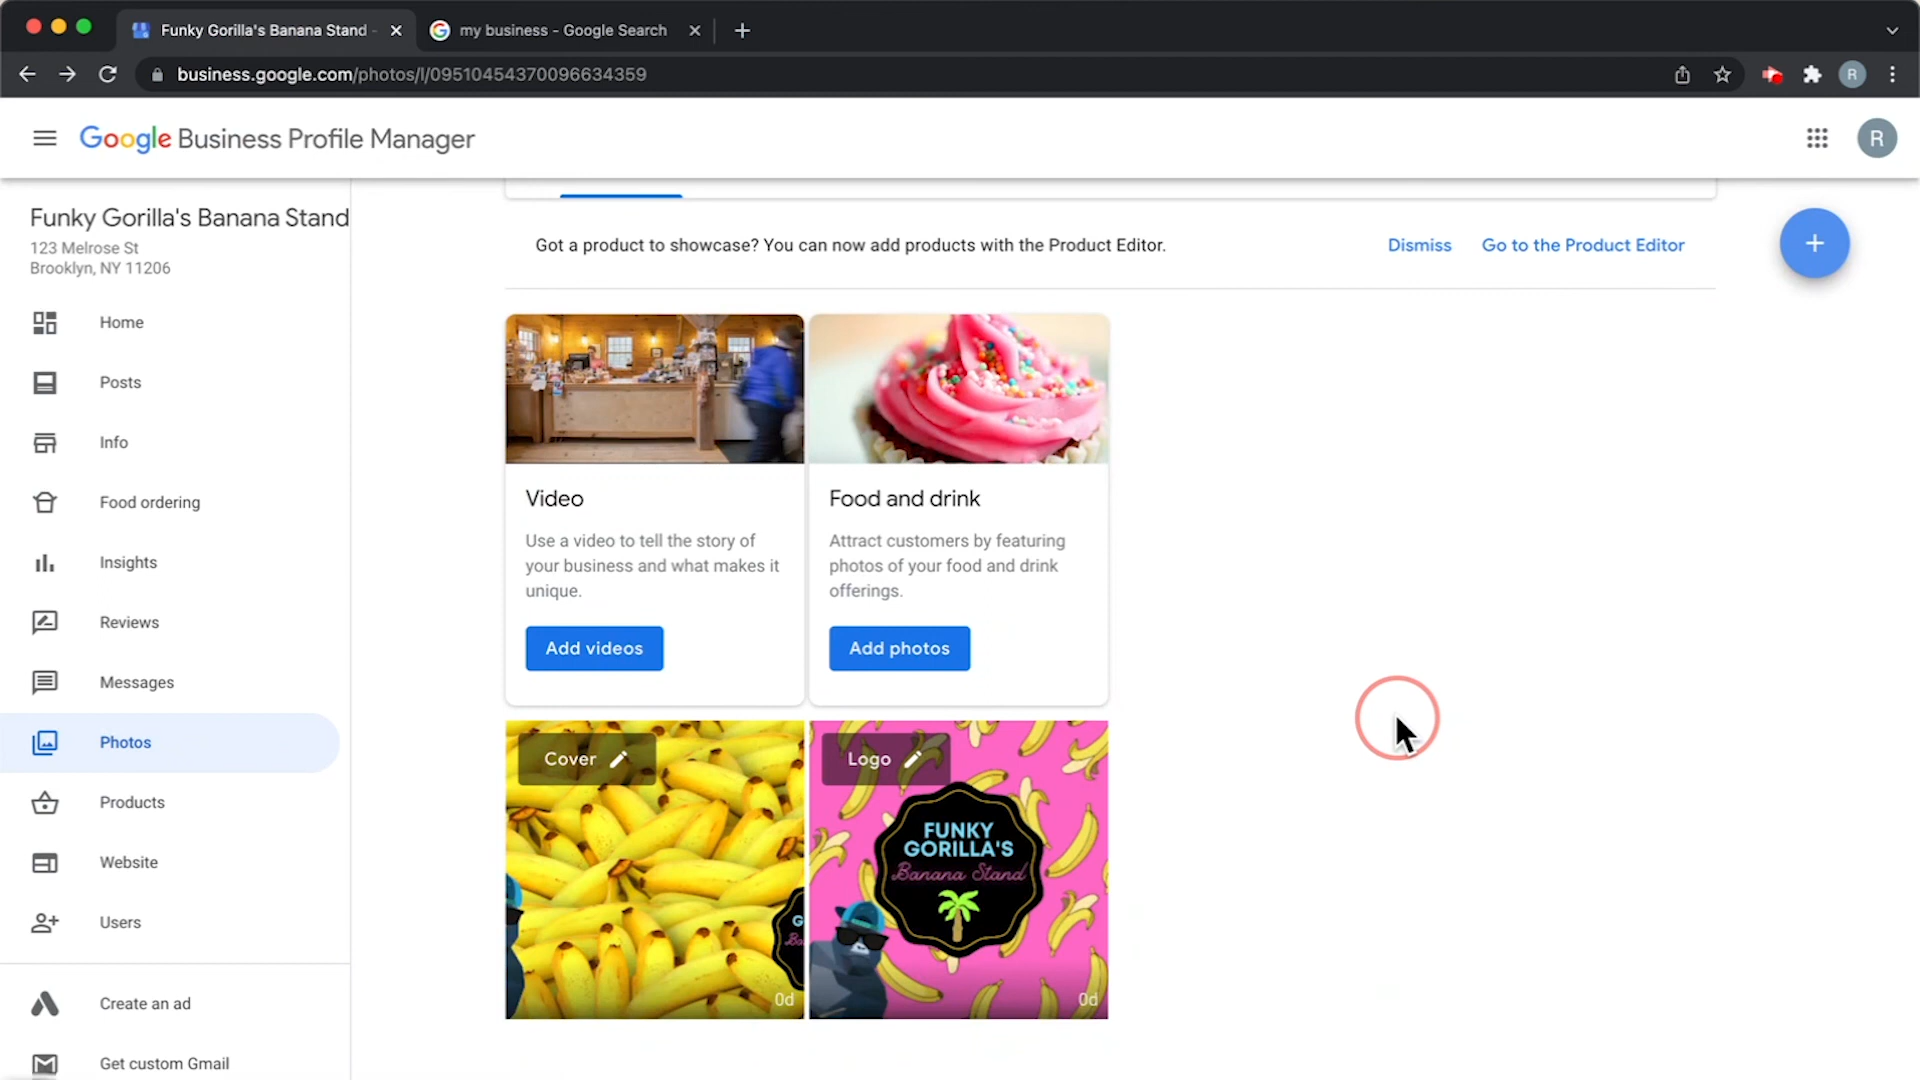 Funky Gorilla's Banana Stand -
my business - Google Search
business.google.com/photos/l/09510454370096634359
R
Google Business Profile Manager
R
Funky Gorilla's Banana Stand
123 Melrose St
Brooklyn, NY 11206
Home
Posts
Info
Food ordering
Insights
Reviews
Messages
Photos
Products
Website
Users
Create an ad
Get custom Gmail
Got a product to showcase? You can now add products with the Product Editor.
Dismiss
Go to the Product Editor
Video
Use a video to tell the story of
your business and what makes it
unique.
Add videos
Food and drink
Attract customers by featuring
photos of your food and drink
offerings.
Add photos
Cover
0d
Logo
FUNKY
GORILLA'S
Banana Stand
0d